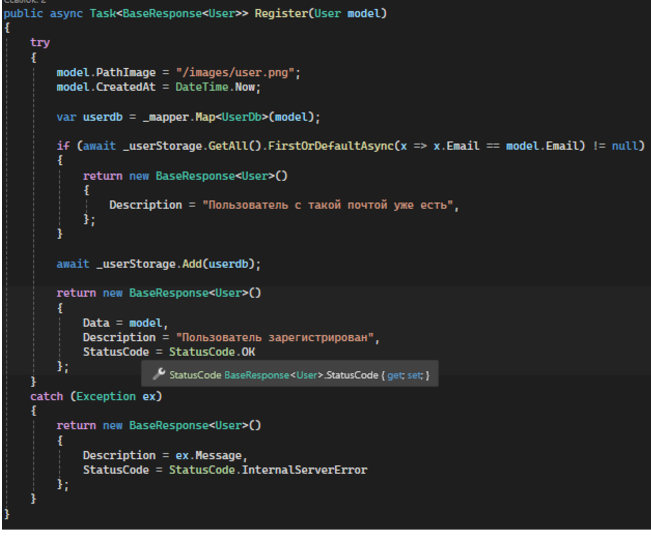 public async Task<BaseResponse<User>> Register(User model)
{
try
{
model.PathImage = "/images/user.png";
model.CreatedAt = DateTime.Now;
var userdb = _mapper.Map<UserDb>(model);
if (await _userStorage.GetAll().FirstOrDefaultAsync(x => x.Email == model.Email) != null)
{
return new BaseResponse<User>()
{
Description = "Пользователь с такой почтой уже есть",
};
}
await _userStorage.Add(userdb);
return new BaseResponse<User>()
{
Data = model,
Description = "Пользователь зарегистрирован",
StatusCode = StatusCode.OK
};
StatusCode BaseResponse<User>.StatusCode { get; set; }
}
catch (Exception ex)
{
return new BaseResponse<User>()
{
Description = ex.Message,
StatusCode = StatusCode.InternalServerError
};
}
}